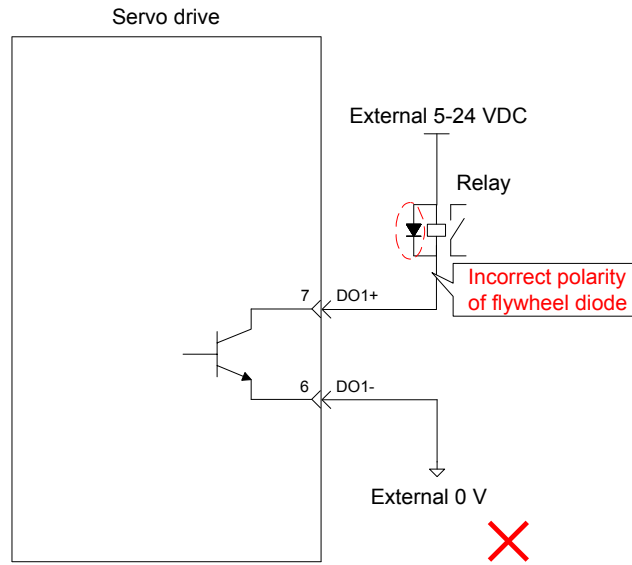 Servo drive
External 5-24 VDC
Relay
Incorrect polarity
of flywheel diode
7 DO1+
6 DO1-
External 0 V